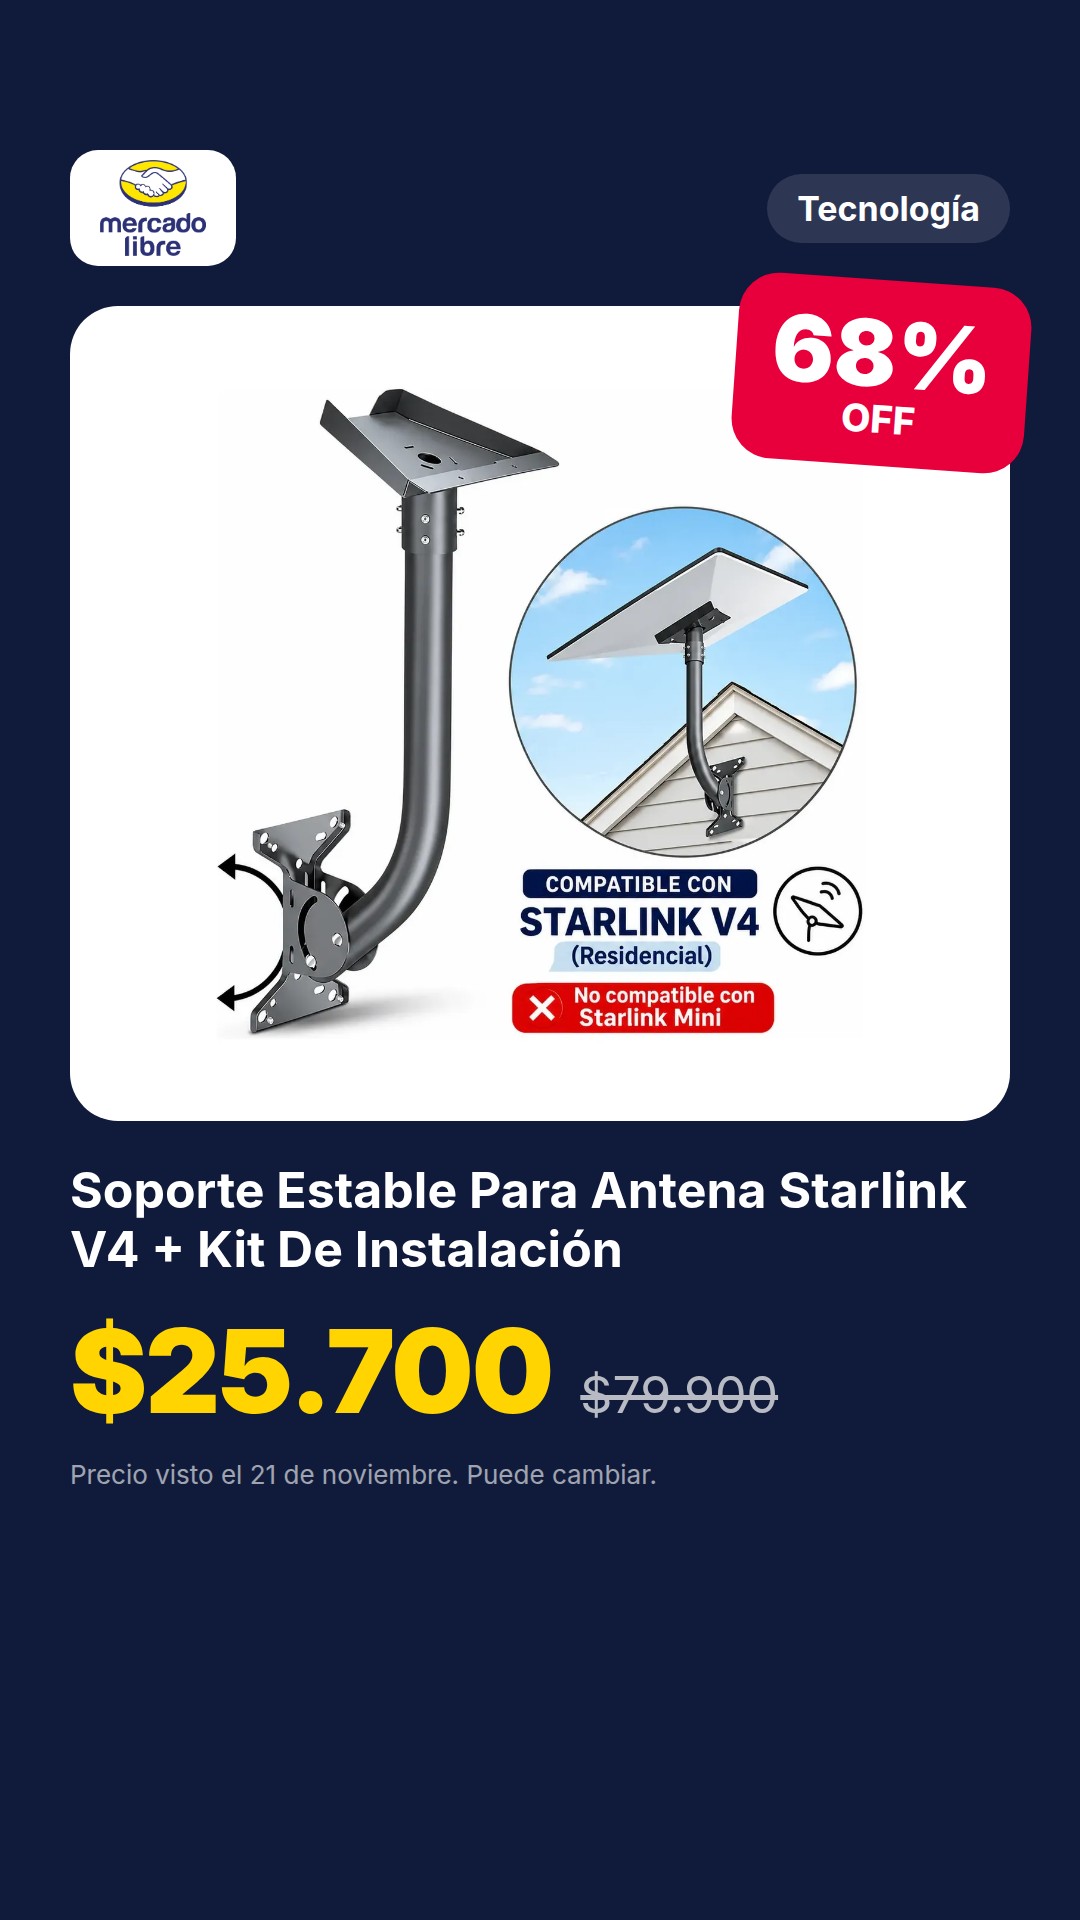 mercado
libre
Tecnología
68%
OFF
COMPATIBLE CON
STARLINK V4
(Residencial)
No compatible con
Starlink Mini
Soporte Estable Para Antena Starlink
V4 + Kit De Instalación
$25.700 $79.900
Precio visto el 21 de noviembre. Puede cambiar.